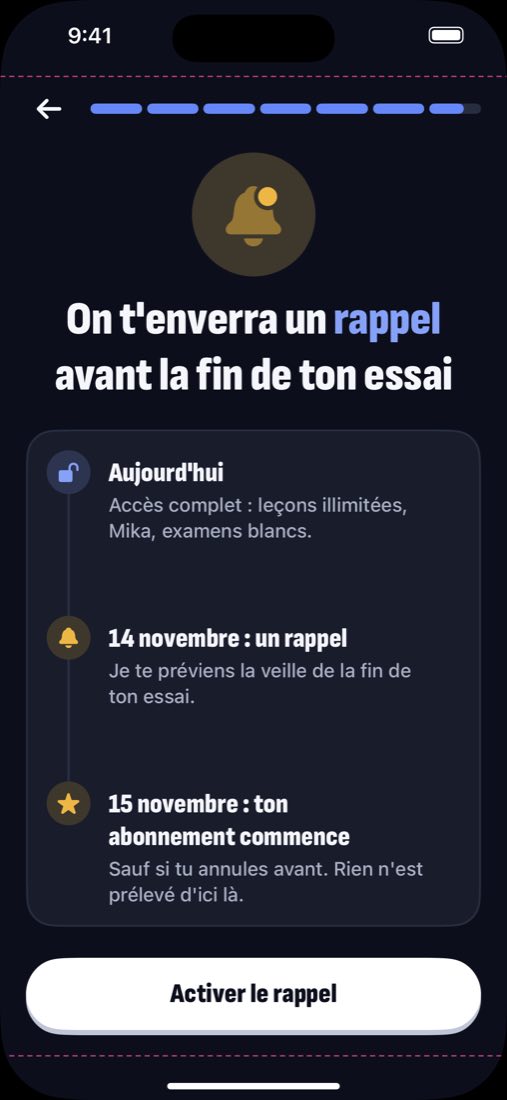 9:41
On t'enverra un rappel
avant la fin de ton essai
Aujourd'hui
Accès complet : leçons illimitées,
Mika, examens blancs.
14 novembre : un rappel
Je te préviens la veille de la fin de
ton essai.
15 novembre : ton
abonnement commence
Sauf si tu annules avant. Rien n'est
prélevé d'ici là.
Activer le rappel